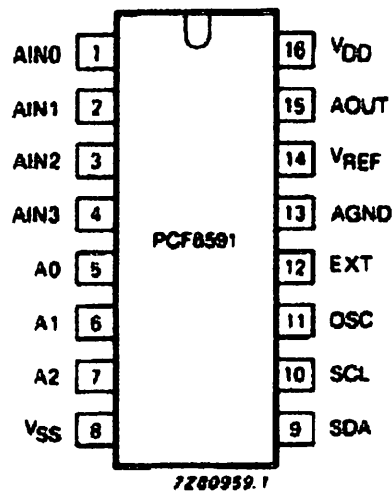 AIN0 1 16 VDD
AIN1 2 15 AOUT
AIN2 3 14 VREF
AIN3 4 13 AGND
PCF8591
A0 5 12 EXT
A1 6 11 OSC
A2 7 10 SCL
VSS 8 9 SDA
7Z80959.1